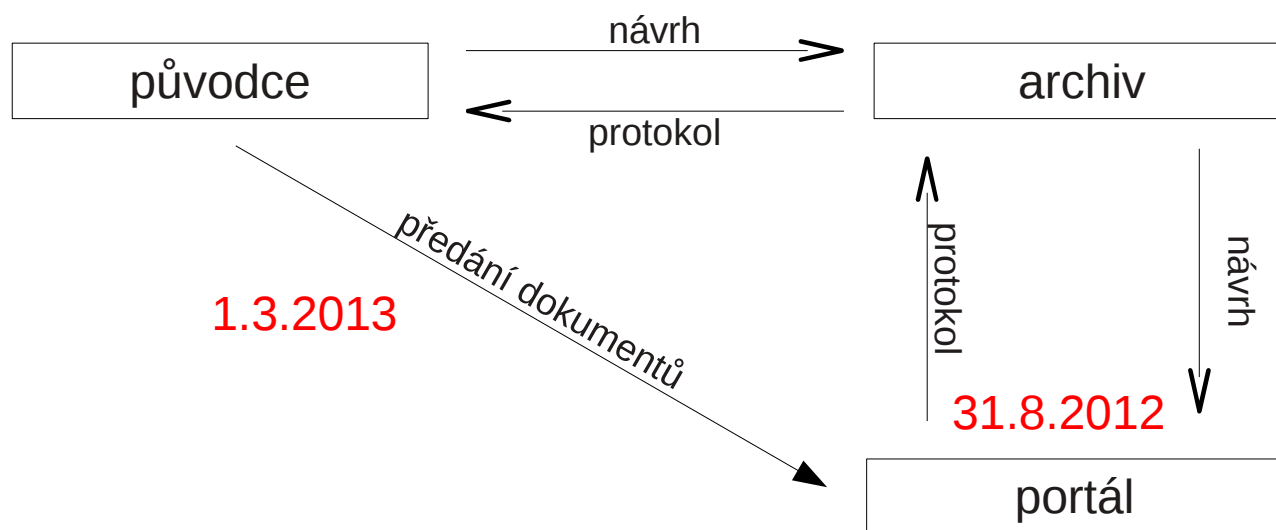 návrh
původce
archiv
protokol
předání dokumentů
protokol
návrh
1.3.2013
31.8.2012
portál